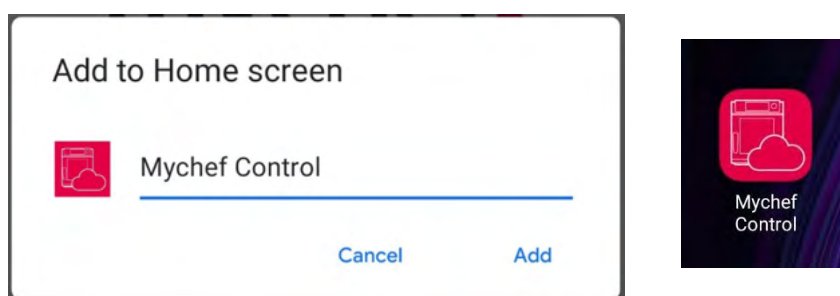 Add to Home screen
Mychef Control
Cancel Add
Mychef
Control